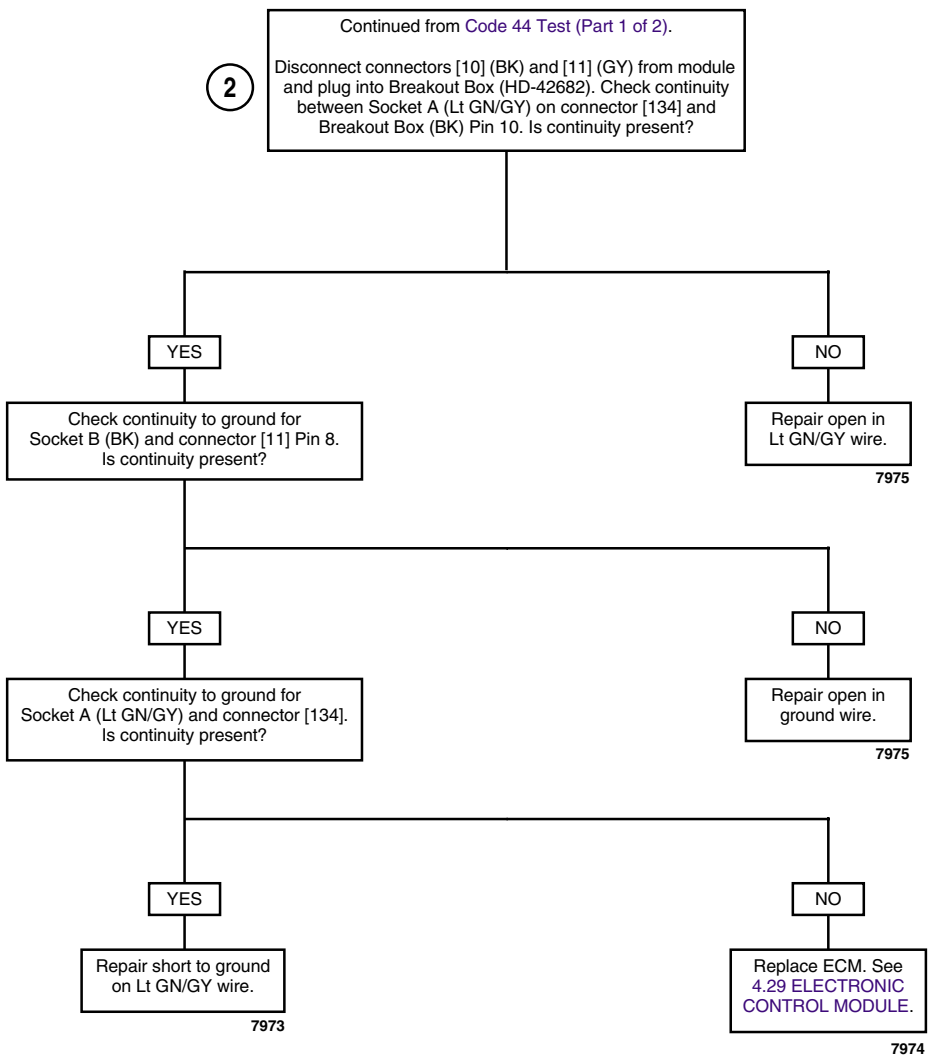 Continued from Code 44 Test (Part 1 of 2).
2
Disconnect connectors [10] (BK) and [11] (GY) from module
and plug into Breakout Box (HD-42682). Check continuity
between Socket A (Lt GN/GY) on connector [134] and
Breakout Box (BK) Pin 10. Is continuity present?
YES
NO
Check continuity to ground for
Socket B (BK) and connector [11] Pin 8.
Is continuity present?
Repair open in
Lt GN/GY wire.
7975
YES
NO
Check continuity to ground for
Socket A (Lt GN/GY) and connector [134].
Is continuity present?
Repair open in
ground wire.
7975
YES
NO
Repair short to ground
on Lt GN/GY wire.
7973
Replace ECM. See
4.29 ELECTRONIC
CONTROL MODULE.
7974